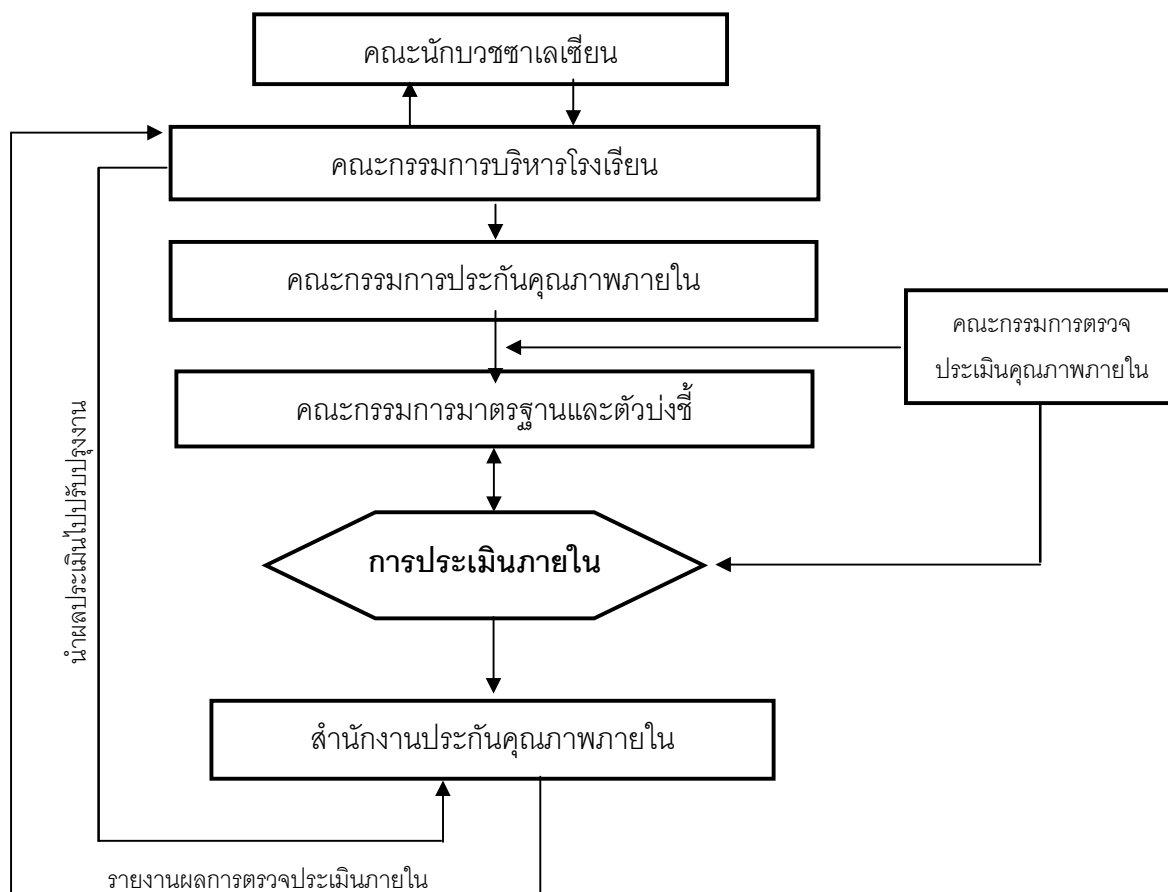 คณะนักบวชซาเลเซียน
คณะกรรมการบริหารโรงเรียน
คณะกรรมการประกันคุณภาพภายใน
คณะกรรมการตรวจ
ประเมินคุณภาพภายใน
คณะกรรมการมาตรฐานและตัวบ่งชี้
นำผลประเมินไปปรับปรุงงาน
การประเมินภายใน
สำนักงานประกันคุณภาพภายใน
รายงานผลการตรวจประเมินภายใน